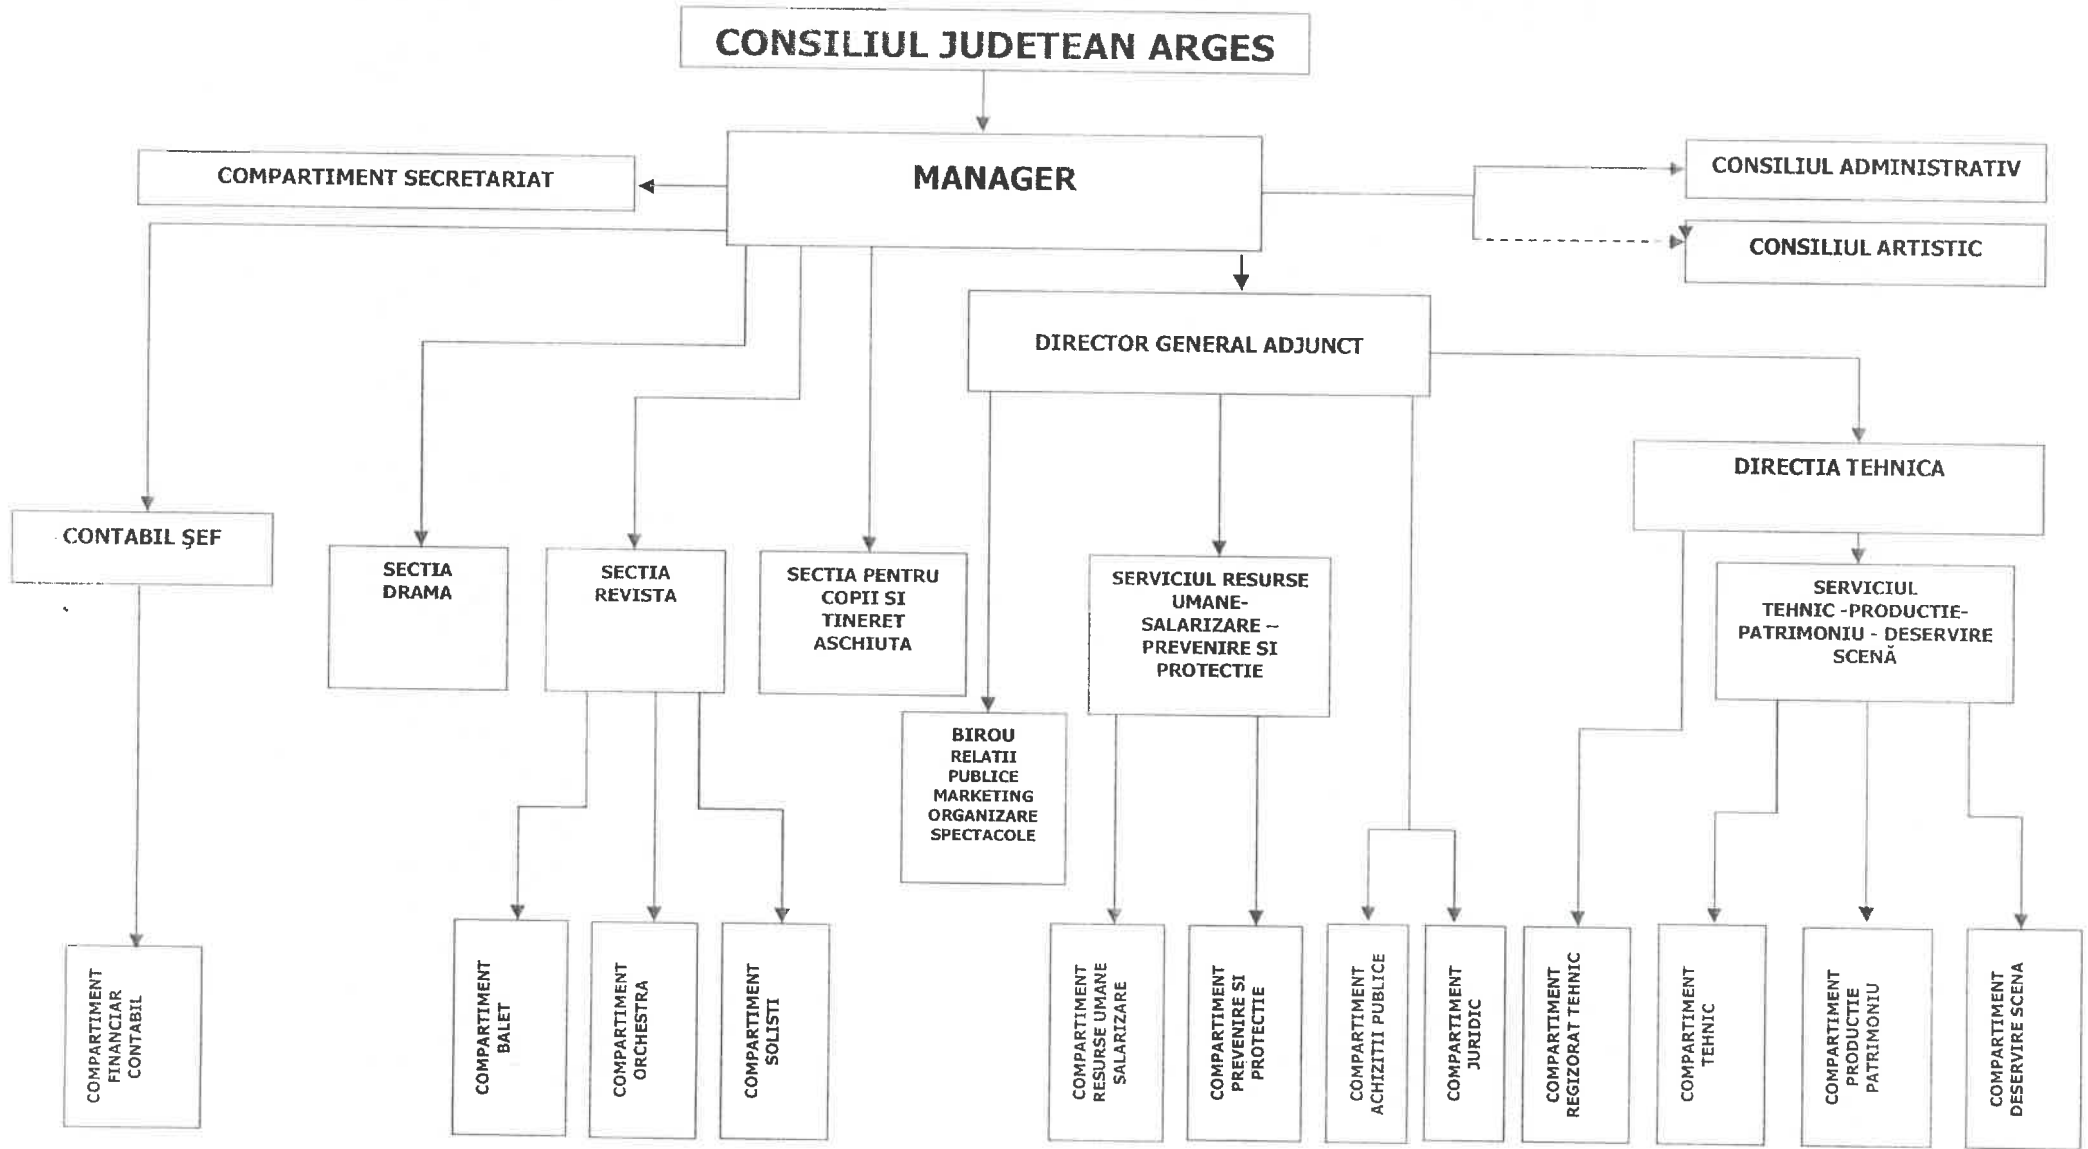 CONSILIUL JUDETEAN ARGES
MANAGER
COMPARTIMENT SECRETARIAT
CONSILIUL ADMINISTRATIV
CONSILIUL ARTISTIC
DIRECTOR GENERAL ADJUNCT
DIRECTIA TEHNICA
CONTABIL ŞEF
SECTIA
DRAMA
SECTIA
REVISTA
SECTIA PENTRU
COPII SI
TINERET
ASCHIUTA
SERVICIUL RESURSE
UMANE-
SALARIZARE –
PREVENIRE SI
PROTECTIE
SERVICIUL
TEHNIC -PRODUCTIE-
PATRIMONIU - DESERVIRE
SCENĂ
BIROU
RELATII
PUBLICE
MARKETING
ORGANIZARE
SPECTACOLE
COMPARTIMENT
FINANCIAR
CONTABIL
COMPARTIMENT
BALET
COMPARTIMENT
ORCHESTRA
COMPARTIMENT
SOLISTI
COMPARTIMENT
RESURSE UMANE
SALARIZARE
COMPARTIMENT
PREVENIRE SI
PROTECTIE
COMPARTIMENT
ACHIZITII PUBLICE
COMPARTIMENT
JURIDIC
COMPARTIMENT
REGIZORAT TEHNIC
COMPARTIMENT
TEHNIC
COMPARTIMENT
PRODUCTIE
PATRIMONIU
COMPARTIMENT
DESERVIRE SCENA